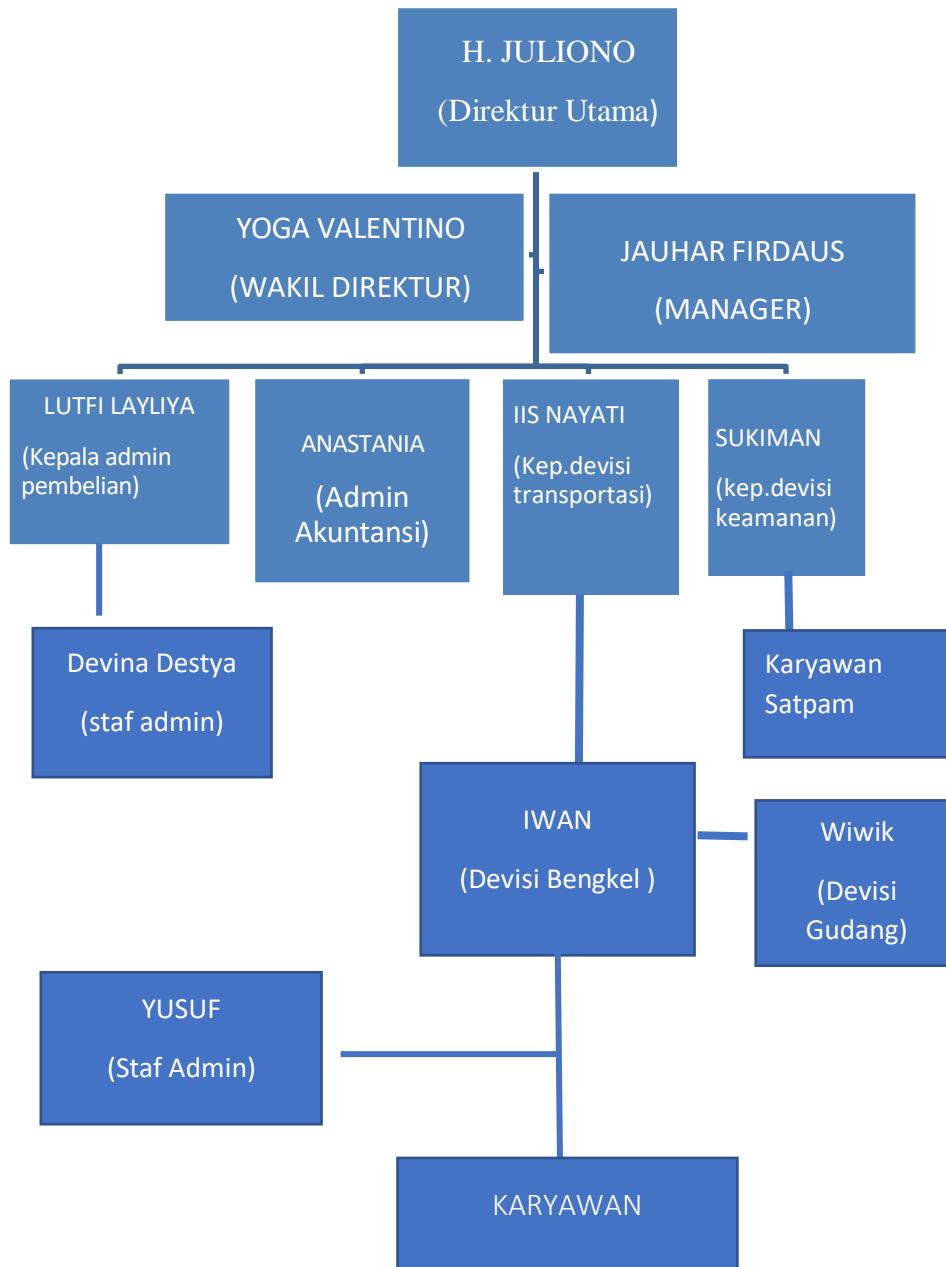 H. JULIONO
(Direktur Utama)
YOGA VALENTINO
(WAKIL DIREKTUR)
JAUHAR FIRDAUS
(MANAGER)
LUTFI LAYLIYA
(Kepala admin
pembelian)
ANASTANIA
(Admin
Akuntansi)
IIS NAYATI
(Kep.devisi
transportasi)
SUKIMAN
(kep.devisi
keamanan)
Devina Destya
(staf admin)
Karyawan
Satpam
IWAN
(Devisi Bengkel )
Wiwik
(Devisi
Gudang)
YUSUF
(Staf Admin)
KARYAWAN